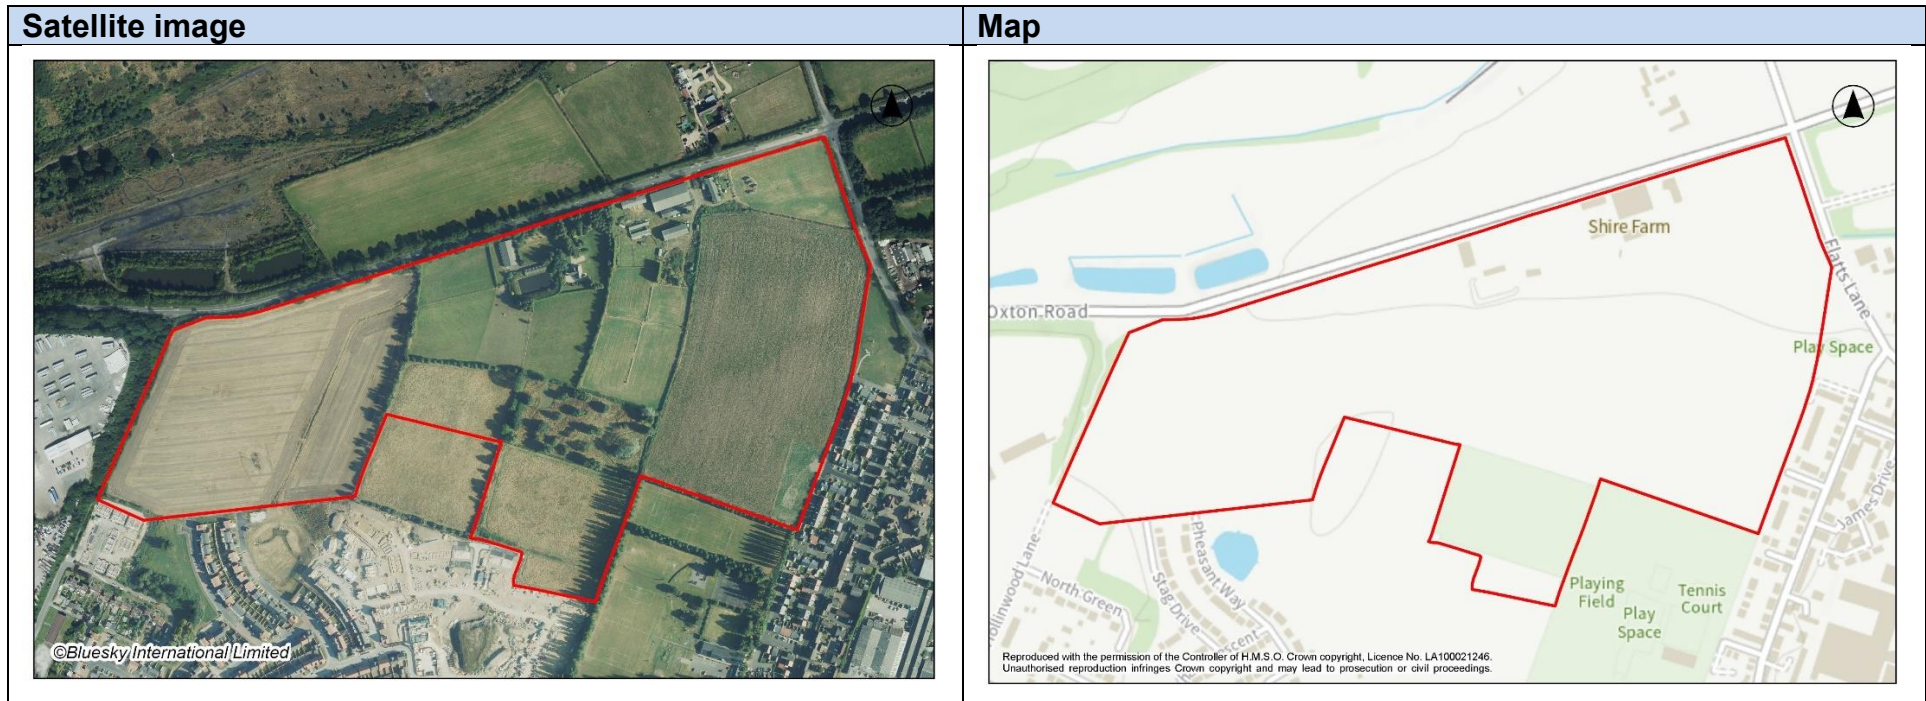 Satellite image
Map
©Bluesky International Limited
Shire Farm
Oxton Road
Flatts Lane
Play Space
James Drive
Pheasant Way
Stag Drive
North Green
Playing
Field
Play
Space
Tennis
Court
Reproduced with the permission of the Controller of H.M.S.O. Crown copyright, Licence No. LA100021246.
Unauthorised reproduction infringes Crown copyright and may lead to prosecution or civil proceedings.